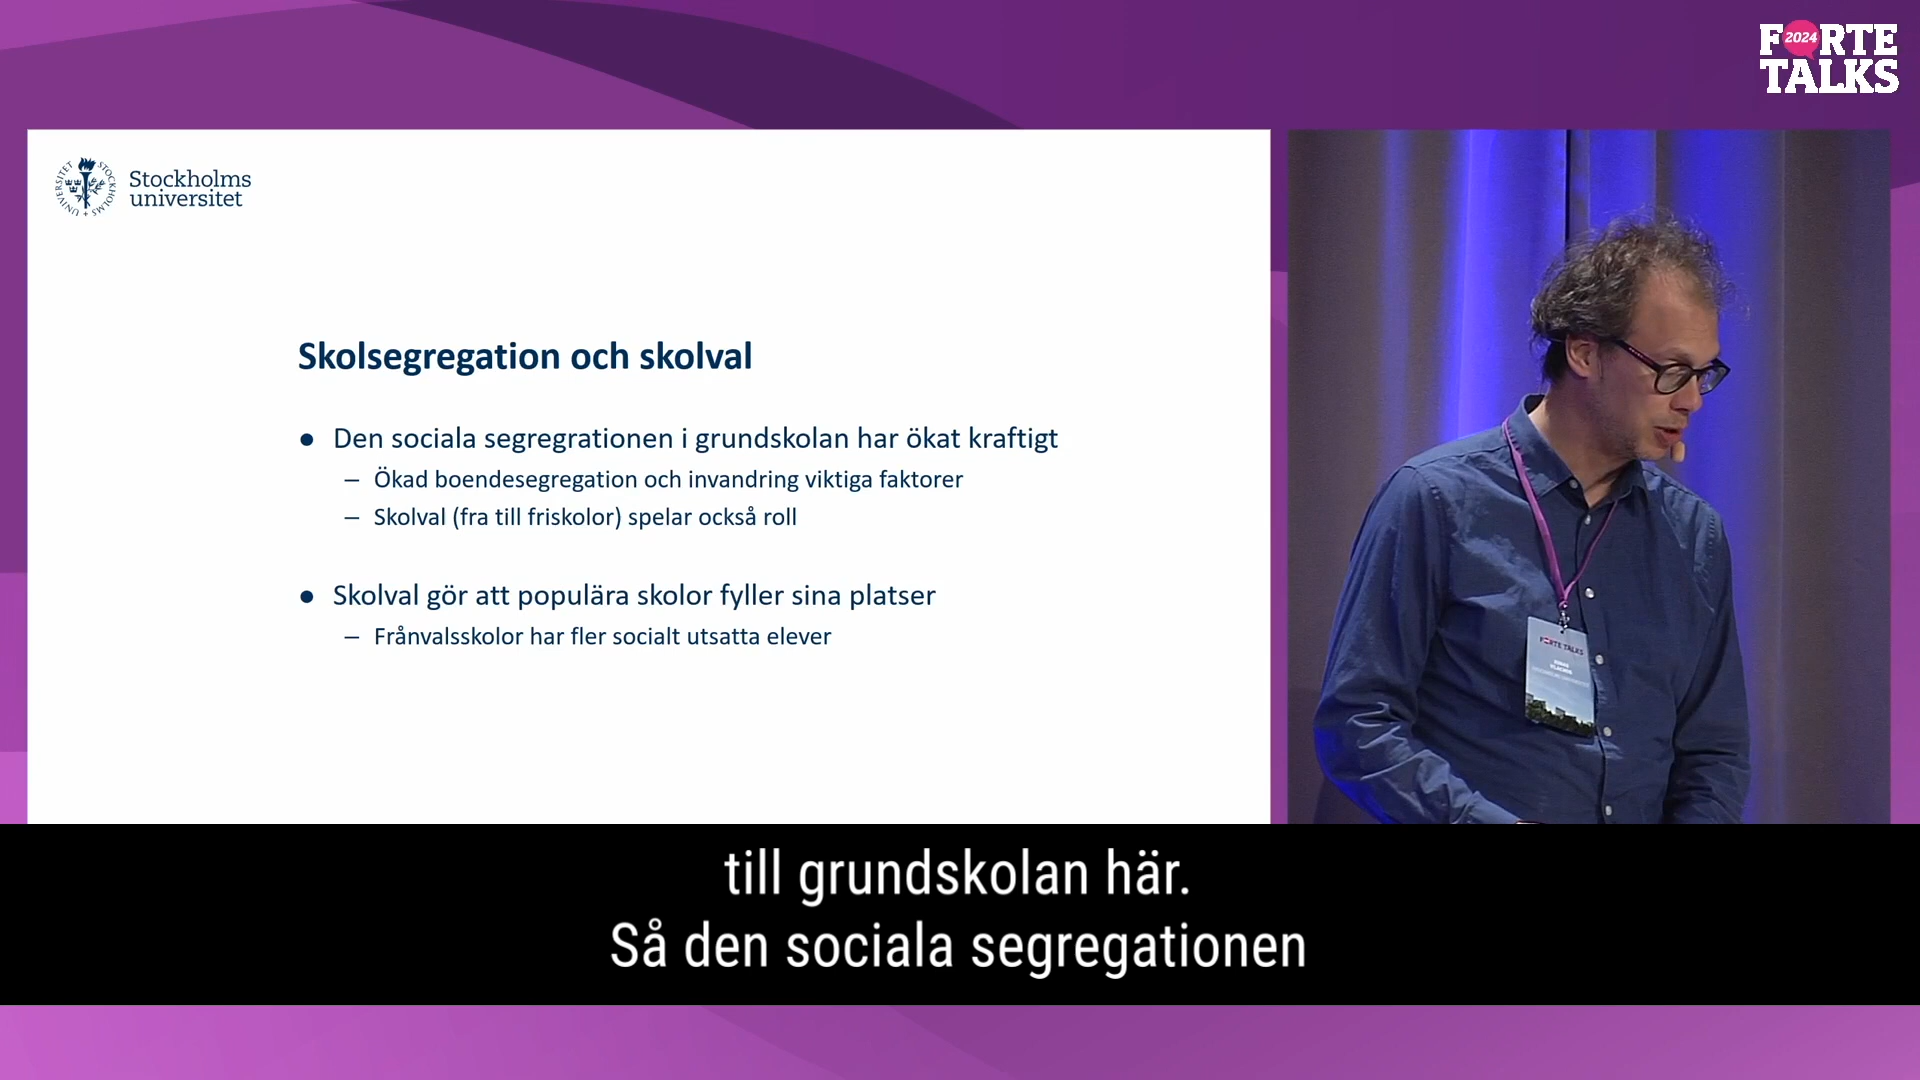 FORTE
2024
TALKS
Stockholms
universitet
Skolsegregation och skolval
● Den sociala segregrationen i grundskolan har ökat kraftigt
– Ökad boendesegregation och invandring viktiga faktorer
– Skolval (fra till friskolor) spelar också roll
● Skolval gör att populära skolor fyller sina platser
– Frånvalsskolor har fler socialt utsatta elever
FORTE TALKS
till grundskolan här.
Så den sociala segregationen